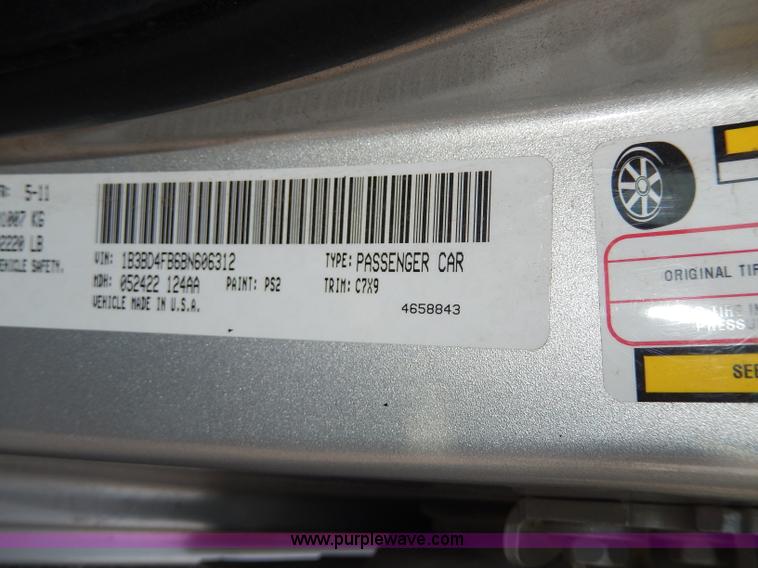 5-11
1007 KG
2220 LB
VEHICLE SAFETY.
VIN: 1B3BD4FB6BN606312 TYPE: PASSENGER CAR
MDH: 052422 124AA PAINT: PS2 TRIM: C7X9
VEHICLE MADE IN U.S.A. 4658843
ORIGINAL TIR
PRESS
SEE
www.purplewave.com